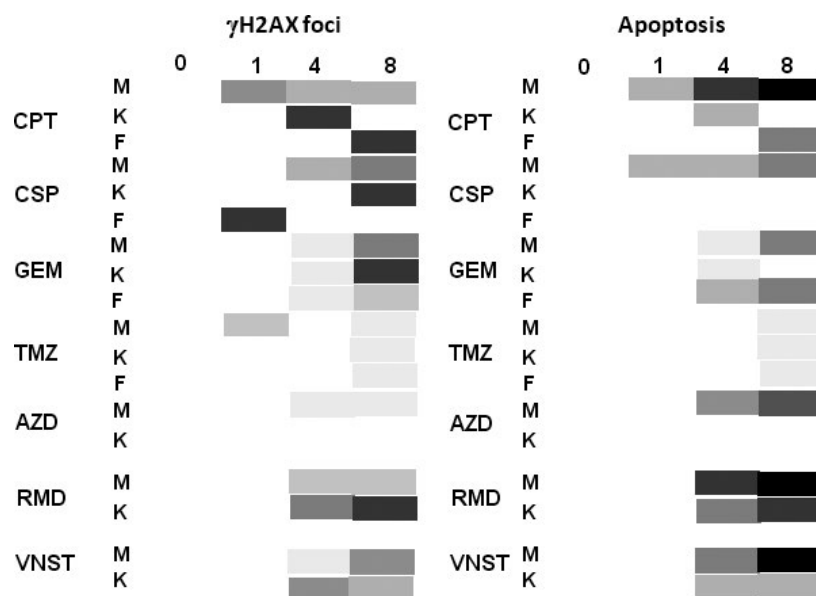 γH2AX foci Apoptosis
0 1 4 8 0 1 4 8
M M
CPT K CPT K
F F
M M
CSP K CSP K
F F
M M
GEM K GEM K
F F
M M
TMZ K TMZ K
F F
M M
AZD K AZD K
M M
RMD K RMD K
VNST M VNST M
K K